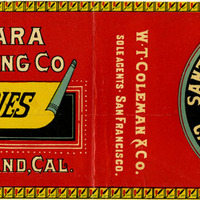 ARA
NG CO
IES
ND, CAL.
W. T. COLEMAN & CO.
SOLE AGENTS · SAN FRANCISCO.
SAN